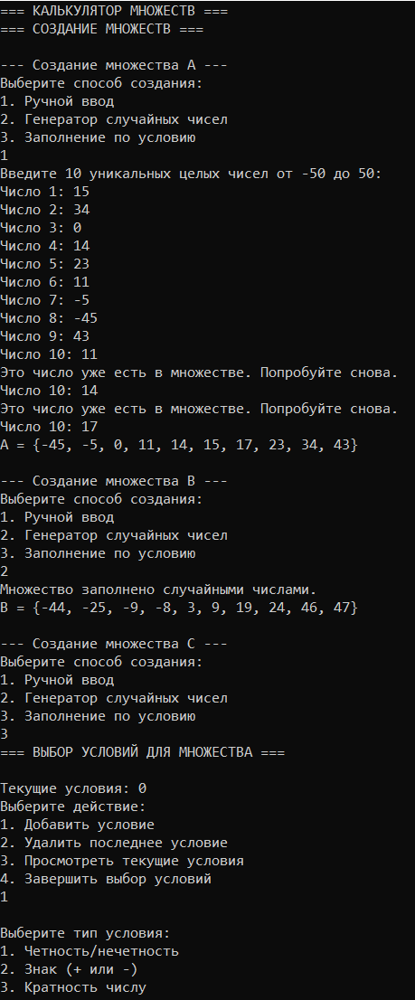 === КАЛЬКУЛЯТОР МНОЖЕСТВ ===
=== СОЗДАНИЕ МНОЖЕСТВ ===

--- Создание множества A ---
Выберите способ создания:
1. Ручной ввод
2. Генератор случайных чисел
3. Заполнение по условию
1
Введите 10 уникальных целых чисел от -50 до 50:
Число 1: 15
Число 2: 34
Число 3: 0
Число 4: 14
Число 5: 23
Число 6: 11
Число 7: -5
Число 8: -45
Число 9: 43
Число 10: 11
Это число уже есть в множестве. Попробуйте снова.
Число 10: 14
Это число уже есть в множестве. Попробуйте снова.
Число 10: 17
A = {-45, -5, 0, 11, 14, 15, 17, 23, 34, 43}

--- Создание множества B ---
Выберите способ создания:
1. Ручной ввод
2. Генератор случайных чисел
3. Заполнение по условию
2
Множество заполнено случайными числами.
B = {-44, -25, -9, -8, 3, 9, 19, 24, 46, 47}

--- Создание множества C ---
Выберите способ создания:
1. Ручной ввод
2. Генератор случайных чисел
3. Заполнение по условию
3
=== ВЫБОР УСЛОВИЙ ДЛЯ МНОЖЕСТВА ===

Текущие условия: 0
Выберите действие:
1. Добавить условие
2. Удалить последнее условие
3. Просмотреть текущие условия
4. Завершить выбор условий
1

Выберите тип условия:
1. Четность/нечетность
2. Знак (+ или -)
3. Кратность числу